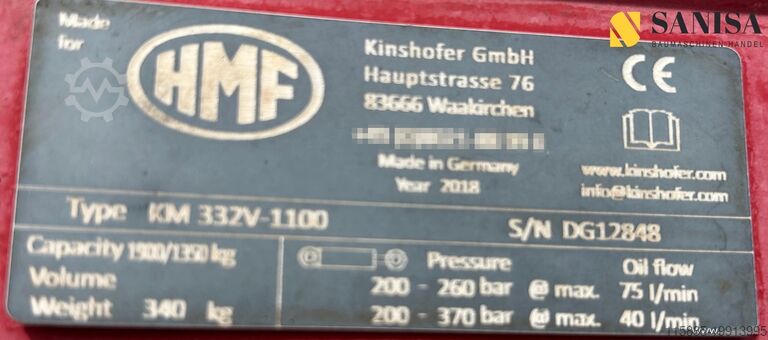 SANISA
BAUMASCHINEN HANDEL
Made for
HMF
Kinshofer GmbH
Hauptstrasse 76
83666 Waakirchen
Made in Germany
Year 2018
CE
www.kinshofer.com
info@kinshofer.com
Type KM 332V-1100
S/N DG12848
Capacity 1900/1350 kg
Volume
Weight 340 kg
Pressure Oil flow
200 - 260 bar @ max. 75 l/min
200 - 370 bar @ max. 40 l/min